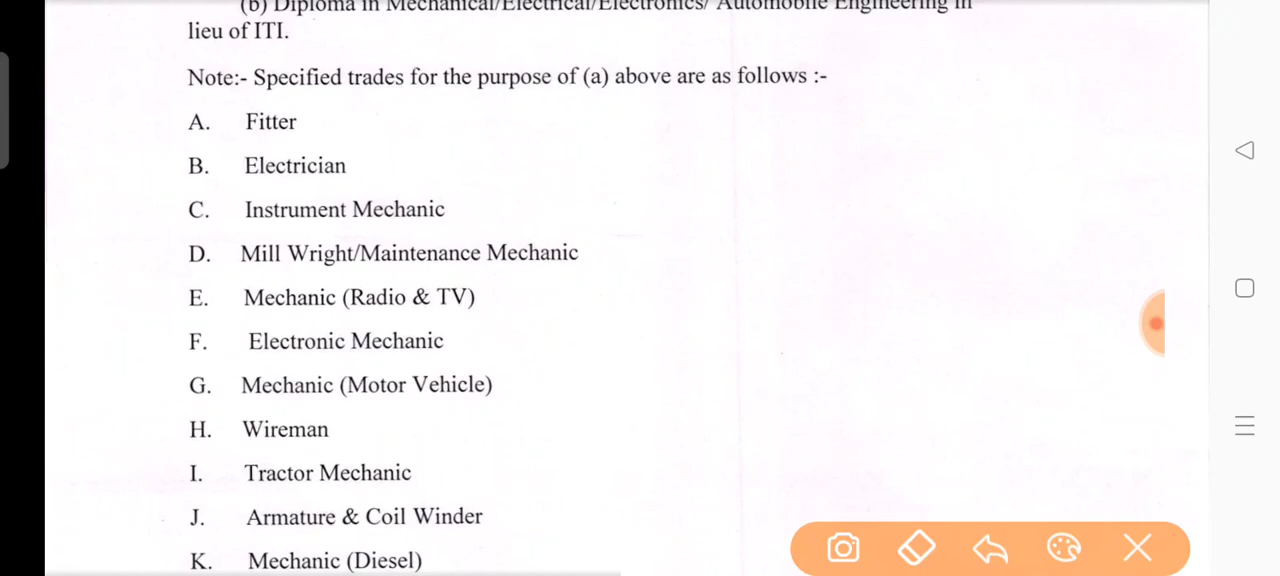 (b) Diploma in Mechanical/Electrical/Electronics/ Automobile Engineering in
lieu of ITI.
Note:- Specified trades for the purpose of (a) above are as follows :-
A. Fitter
B. Electrician
C. Instrument Mechanic
D. Mill Wright/Maintenance Mechanic
E. Mechanic (Radio & TV)
F. Electronic Mechanic
G. Mechanic (Motor Vehicle)
H. Wireman
I. Tractor Mechanic
J. Armature & Coil Winder
K. Mechanic (Diesel)